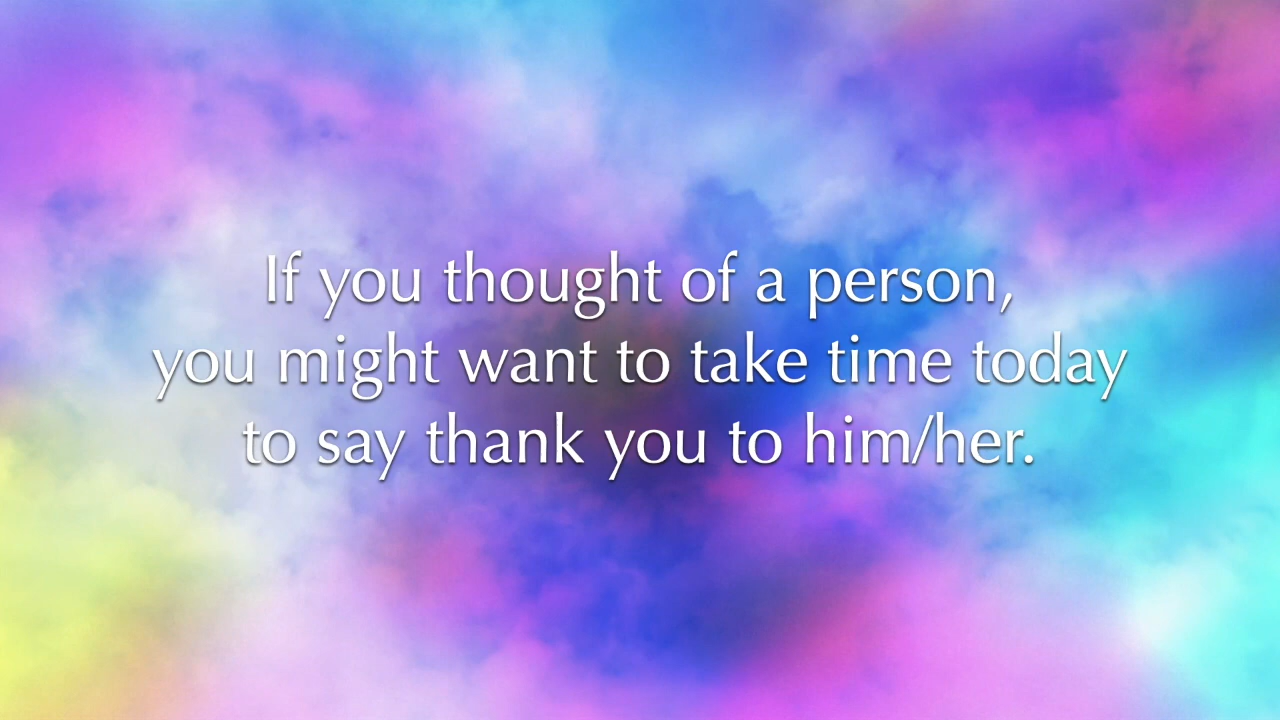 If you thought of a person,
you might want to take time today
to say thank you to him/her.